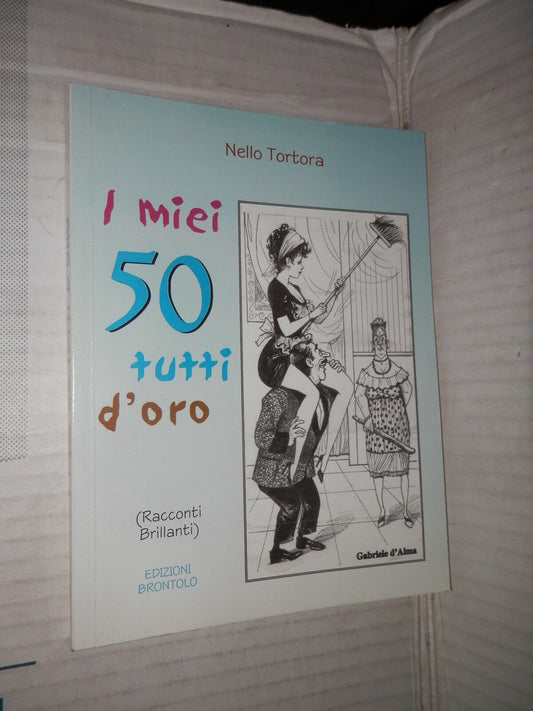 Nello Tortora
I miei
50
tutti
d'oro
(Racconti
Brillanti)
EDIZIONI
BRONTOLO
Gabriele d'Alma